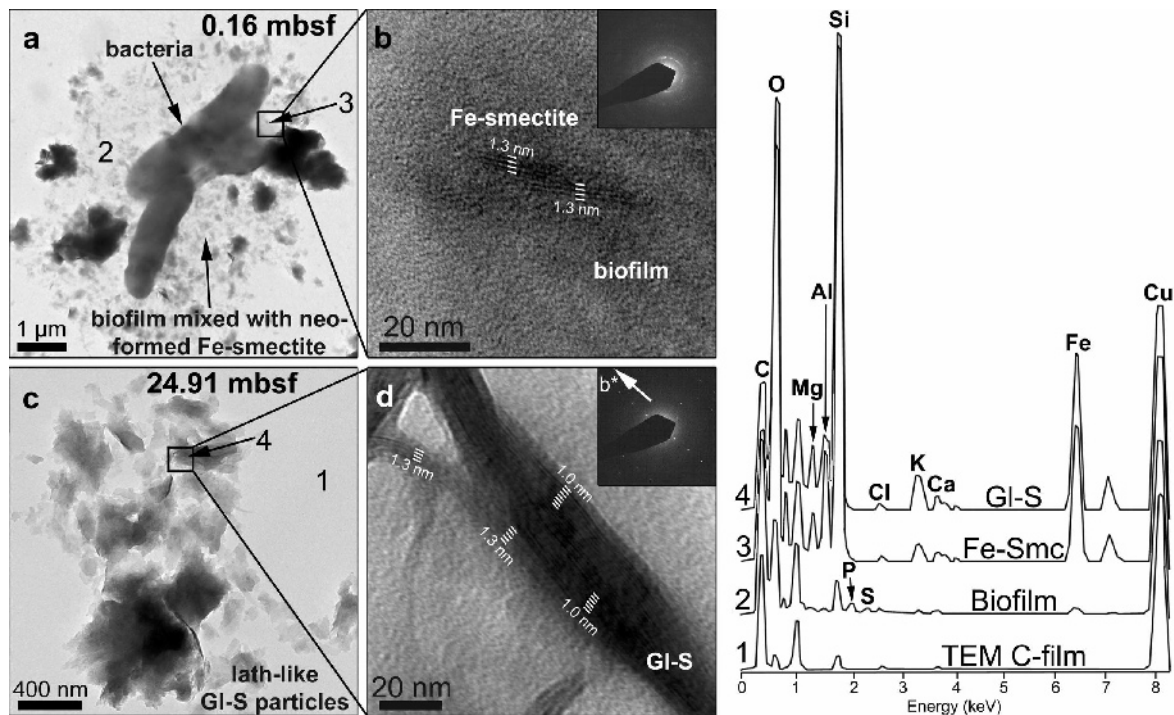 a
0.16 mbsf
bacteria
3
2
biofilm mixed with neo-
formed Fe-smectite
1 µm
b
Fe-smectite
1.3 nm
1.3 nm
biofilm
20 nm
c
24.91 mbsf
4
1
lath-like
Gl-S particles
400 nm
d
b*
1.3 nm
1.0 nm
1.3 nm
1.0 nm
Gl-S
20 nm
Si
O
Al
Cu
Fe
C
Mg
K
Cl
Ca
4
Gl-S
3
Fe-Smc
P
S
2
Biofilm
1
TEM C-film
0 1 2 3 4 5 6 7 8
Energy (keV)